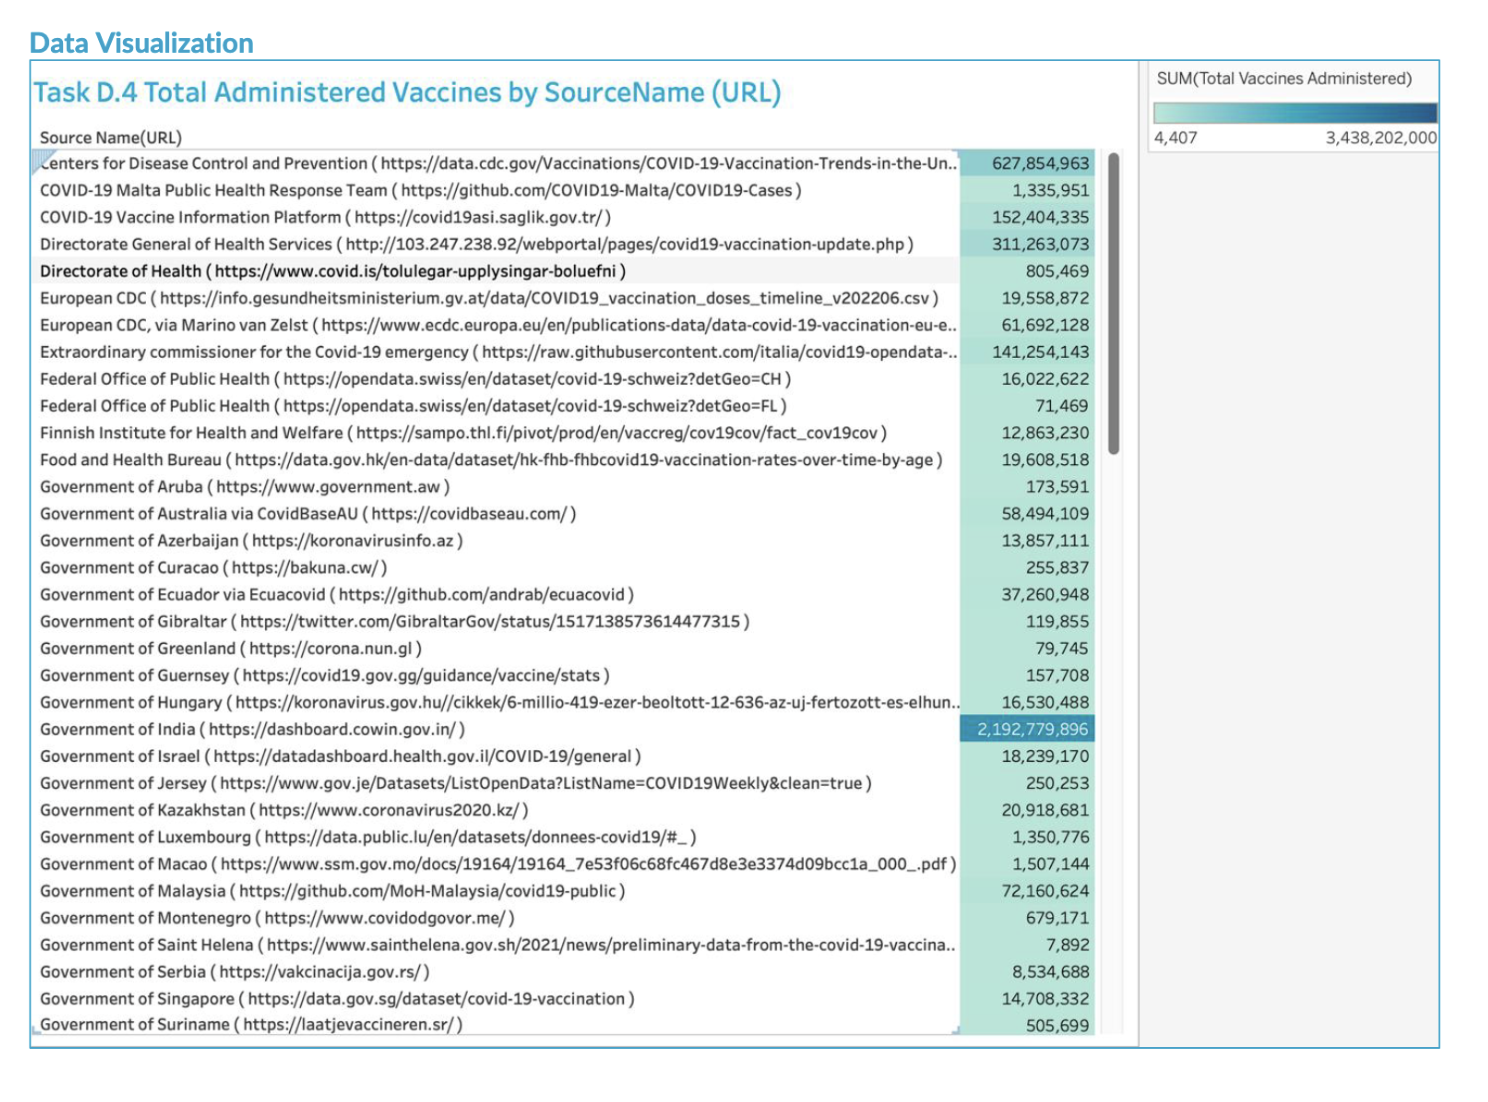 Data Visualization
Task D.4 Total Administered Vaccines by SourceName (URL)
SUM(Total Vaccines Administered)
4,407 3,438,202,000
Source Name(URL)
Centers for Disease Control and Prevention ( https://data.cdc.gov/Vaccinations/COVID-19-Vaccination-Trends-in-the-Un.. 627,854,963
COVID-19 Malta Public Health Response Team ( https://github.com/COVID19-Malta/COVID19-Cases ) 1,335,951
COVID-19 Vaccine Information Platform ( https://covid19asi.saglik.gov.tr/ ) 152,404,335
Directorate General of Health Services ( http://103.247.238.92/webportal/pages/covid19-vaccination-update.php ) 311,263,073
Directorate of Health ( https://www.covid.is/tolulegar-upplysingar-boluefni ) 805,469
European CDC ( https://info.gesundheitsministerium.gv.at/data/COVID19_vaccination_doses_timeline_v202206.csv ) 19,558,872
European CDC, via Marino van Zelst ( https://www.ecdc.europa.eu/en/publications-data/data-covid-19-vaccination-eu-e.. 61,692,128
Extraordinary commissioner for the Covid-19 emergency ( https://raw.githubusercontent.com/italia/covid19-opendata-.. 141,254,143
Federal Office of Public Health ( https://opendata.swiss/en/dataset/covid-19-schweiz?detGeo=CH ) 16,022,622
Federal Office of Public Health ( https://opendata.swiss/en/dataset/covid-19-schweiz?detGeo=FL ) 71,469
Finnish Institute for Health and Welfare ( https://sampo.thl.fi/pivot/prod/en/vaccreg/cov19cov/fact_cov19cov ) 12,863,230
Food and Health Bureau ( https://data.gov.hk/en-data/dataset/hk-fhb-fhbcovid19-vaccination-rates-over-time-by-age ) 19,608,518
Government of Aruba ( https://www.government.aw ) 173,591
Government of Australia via CovidBaseAU ( https://covidbaseau.com/ ) 58,494,109
Government of Azerbaijan ( https://koronavirusinfo.az ) 13,857,111
Government of Curacao ( https://bakuna.cw/ ) 255,837
Government of Ecuador via Ecuacovid ( https://github.com/andrab/ecuacovid ) 37,260,948
Government of Gibraltar ( https://twitter.com/GibraltarGov/status/1517138573614477315 ) 119,855
Government of Greenland ( https://corona.nun.gl ) 79,745
Government of Guernsey ( https://covid19.gov.gg/guidance/vaccine/stats ) 157,708
Government of Hungary ( https://koronavirus.gov.hu//cikkek/6-millio-419-ezer-beoltott-12-636-az-uj-fertozott-es-elhun.. 16,530,488
Government of India ( https://dashboard.cowin.gov.in/ ) 2,192,779,896
Government of Israel ( https://datadashboard.health.gov.il/COVID-19/general ) 18,239,170
Government of Jersey ( https://www.gov.je/Datasets/ListOpenData?ListName=COVID19Weekly&clean=true ) 250,253
Government of Kazakhstan ( https://www.coronavirus2020.kz/ ) 20,918,681
Government of Luxembourg ( https://data.public.lu/en/datasets/donnees-covid19/#_ ) 1,350,776
Government of Macao ( https://www.ssm.gov.mo/docs/19164/19164_7e53f06c68fc467d8e3e3374d09bcc1a_000_.pdf ) 1,507,144
Government of Malaysia ( https://github.com/MoH-Malaysia/covid19-public ) 72,160,624
Government of Montenegro ( https://www.covidodgovor.me/ ) 679,171
Government of Saint Helena ( https://www.sainthelena.gov.sh/2021/news/preliminary-data-from-the-covid-19-vaccina.. 7,892
Government of Serbia ( https://vakcinacija.gov.rs/ ) 8,534,688
Government of Singapore ( https://data.gov.sg/dataset/covid-19-vaccination ) 14,708,332
Government of Suriname ( https://laatjevaccineren.sr/ ) 505,699